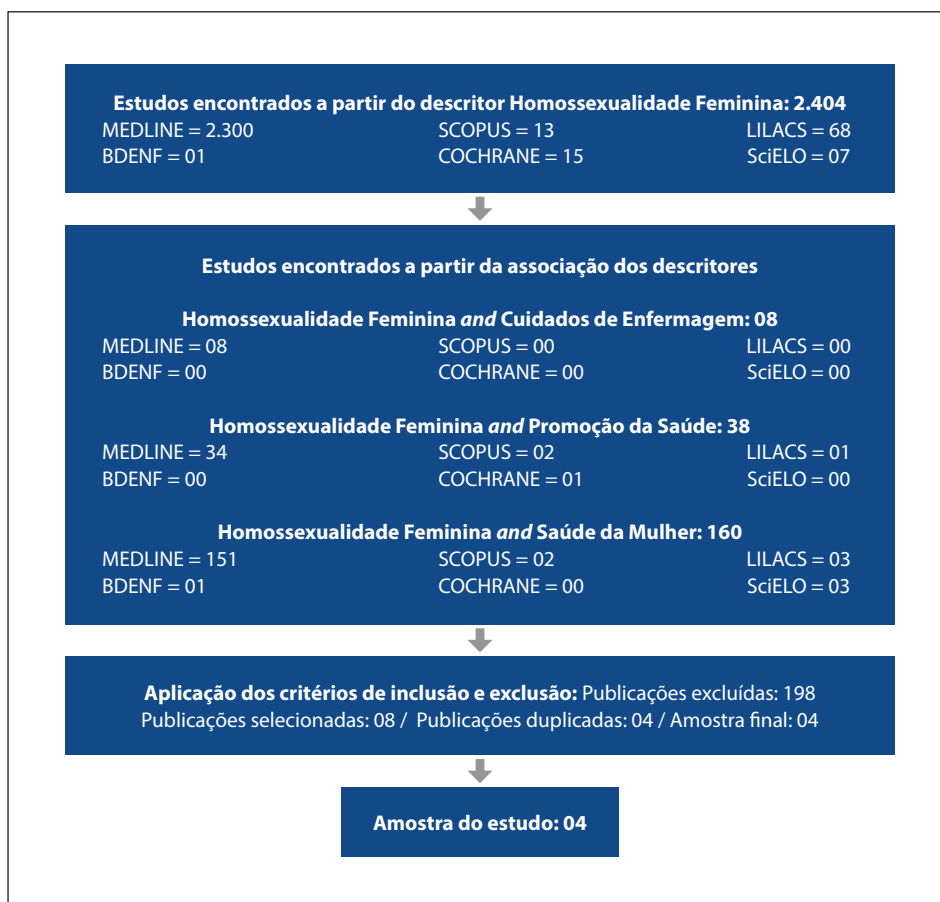 Estudos encontrados a partir do descritor Homossexualidade Feminina: 2.404
MEDLINE = 2.300 SCOPUS = 13 LILACS = 68
BDENF = 01 COCHRANE = 15 SciELO = 07
Estudos encontrados a partir da associação dos descritores
Homossexualidade Feminina and Cuidados de Enfermagem: 08
MEDLINE = 08 SCOPUS = 00 LILACS = 00
BDENF = 00 COCHRANE = 00 SciELO = 00
Homossexualidade Feminina and Promoção da Saúde: 38
MEDLINE = 34 SCOPUS = 02 LILACS = 01
BDENF = 00 COCHRANE = 01 SciELO = 00
Homossexualidade Feminina and Saúde da Mulher: 160
MEDLINE = 151 SCOPUS = 02 LILACS = 03
BDENF = 01 COCHRANE = 00 SciELO = 03
Aplicação dos critérios de inclusão e exclusão: Publicações excluídas: 198
Publicações selecionadas: 08 / Publicações duplicadas: 04 / Amostra final: 04
Amostra do estudo: 04